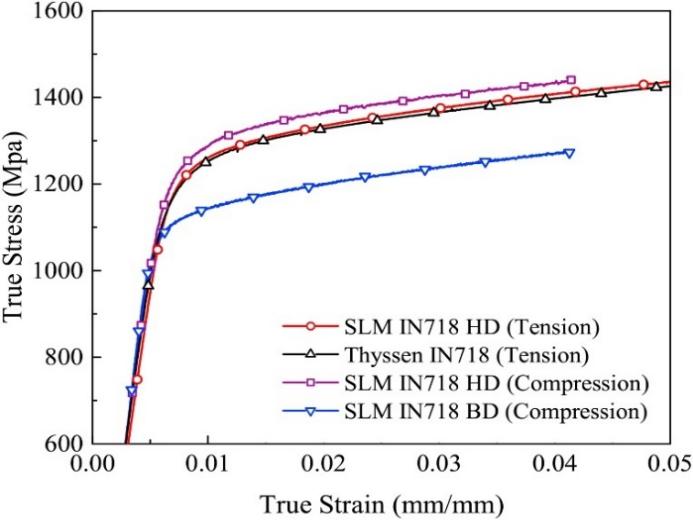 1600
1400
1200
1000
800
600
True Stress (Mpa)
SLM IN718 HD (Tension)
Thyssen IN718 (Tension)
SLM IN718 HD (Compression)
SLM IN718 BD (Compression)
0.00 0.01 0.02 0.03 0.04 0.05
True Strain (mm/mm)